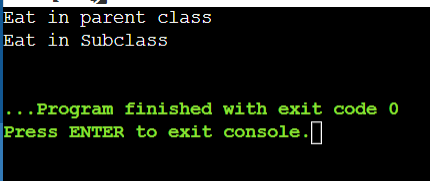 Eat in parent class
Eat in Subclass
...Program finished with exit code 0
Press ENTER to exit console.